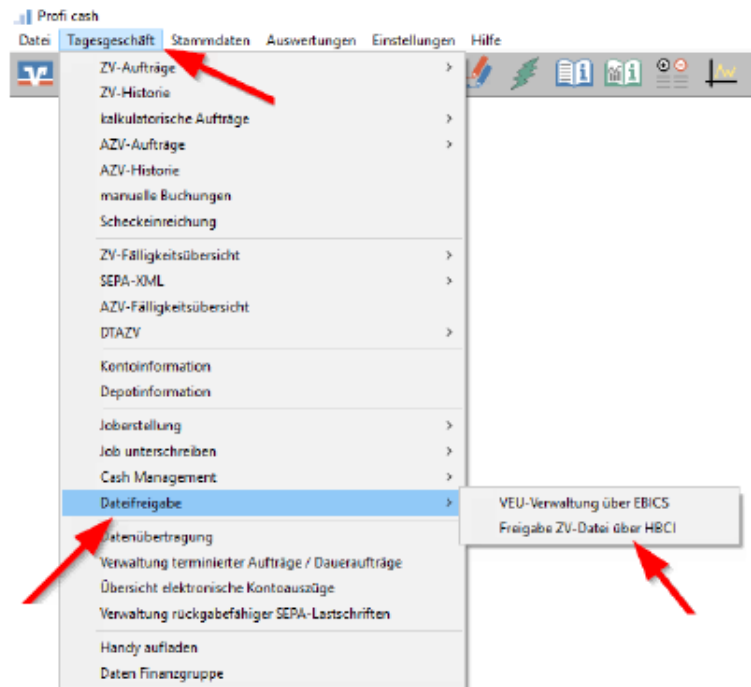 Profi cash
Datei Tagesgeschäft Stammdaten Auswertungen Einstellungen Hilfe
ZV-Aufträge
ZV-Historie
kalkulatorische Aufträge
AZV-Aufträge
AZV-Historie
manuelle Buchungen
Scheckeinreichung
ZV-Fälligkeitsübersicht
SEPA-XML
AZV-Fälligkeitsübersicht
DTAZV
Kontoinformation
Depotinformation
Joberstellung
Job unterschreiben
Cash Management
Dateifreigabe
VEU-Verwaltung über EBICS
Freigabe ZV-Datei über HBCI
Datenübertragung
Verwaltung terminierter Aufträge / Daueraufträge
Übersicht elektronische Kontoauszüge
Verwaltung rückgabefähiger SEPA-Lastschriften
Handy aufladen
Daten Finanzgruppe